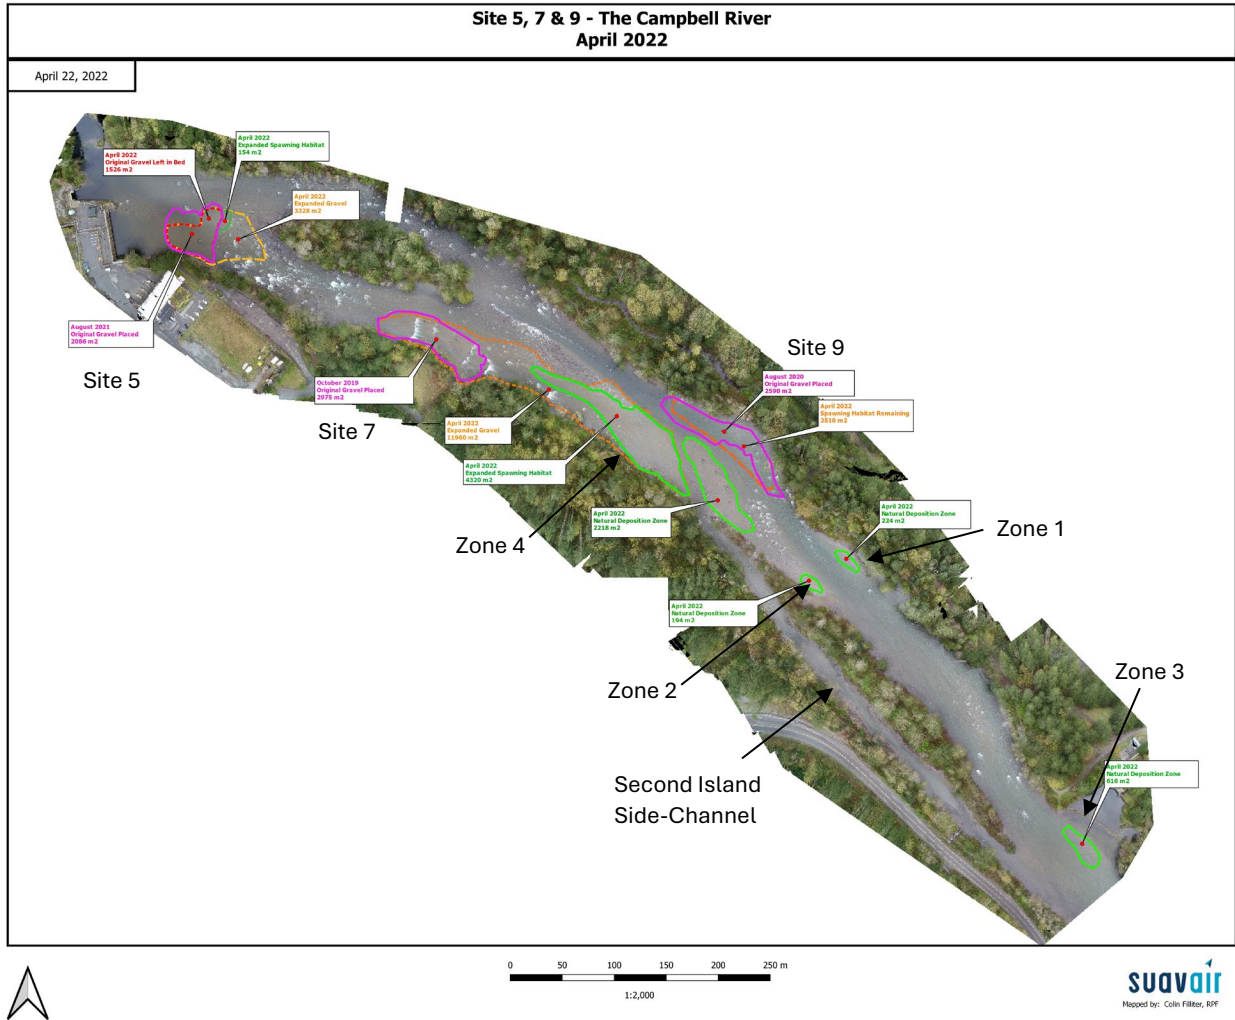 Site 5, 7 & 9 - The Campbell River
April 2022
April 22, 2022
April 2022
Expanded Spawning Habitat
154 m2
April 2022
Original Gravel Left in Bed
1526 m2
April 2022
Expanded Gravel
3328 m2
August 2021
Original Gravel Placed
2086 m2
Site 5
October 2019
Original Gravel Placed
2975 m2
Site 7
Site 9
August 2020
Original Gravel Placed
2590 m2
April 2022
Spawning Habitat Remaining
2510 m2
April 2022
Expanded Gravel
11960 m2
April 2022
Expanded Spawning Habitat
4320 m2
Zone 4
April 2022
Natural Deposition Zone
2218 m2
April 2022
Natural Deposition Zone
224 m2
Zone 1
April 2022
Natural Deposition Zone
194 m2
Zone 2
Zone 3
Second Island
Side-Channel
April 2022
Natural Deposition Zone
616 m2
0 50 100 150 200 250 m
1:2,000
suavair
Mapped by: Colin Filliter, RPF